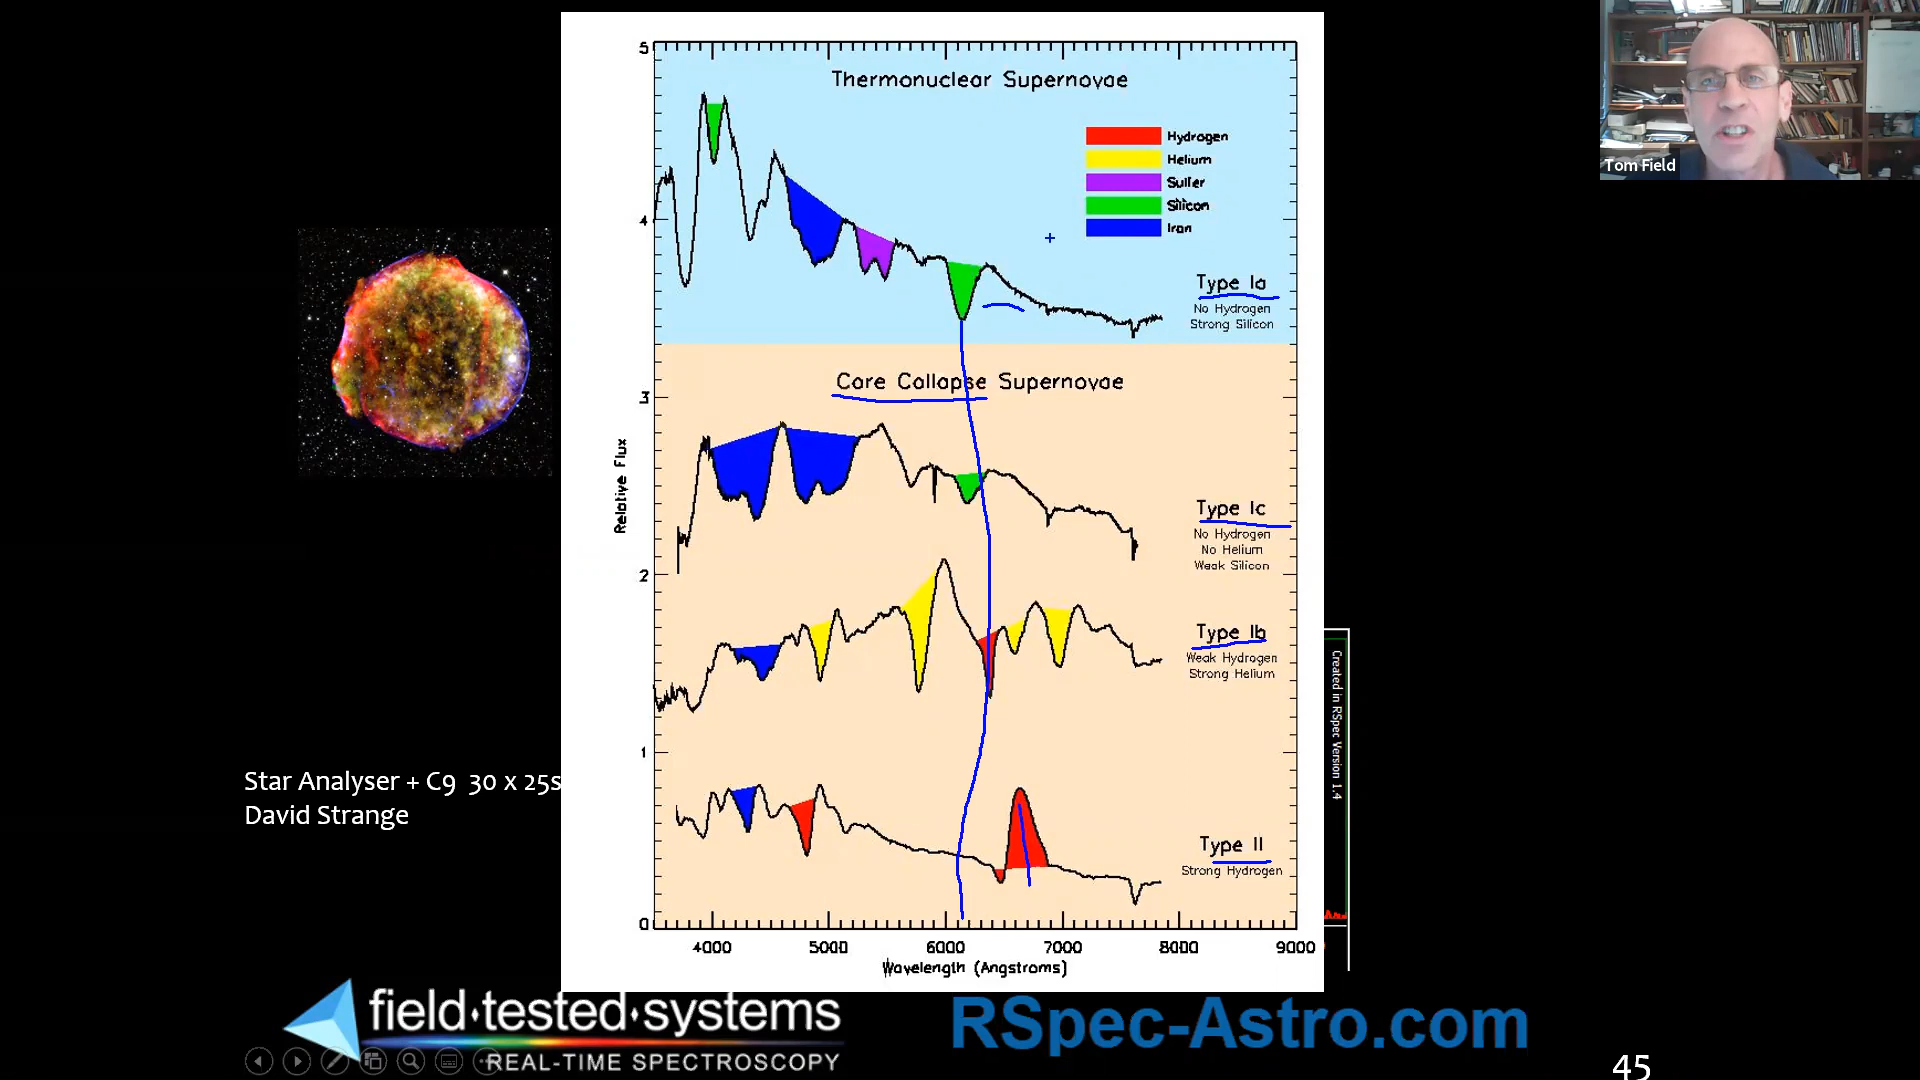 Tom Field
Thermonuclear Supernovae
Hydrogen
Helium
Sulfer
Silicon
Iron
Type Ia
No Hydrogen
Strong Silicon
Core Collapse Supernovae
Type Ic
No Hydrogen
No Helium
Weak Silicon
Type Ib
Weak Hydrogen
Strong Helium
Type II
Strong Hydrogen
5
4
3
2
1
0
Relative Flux
4000 5000 6000 7000 8000 9000
Wavelength (Angstroms)
Created in RSpec Version 1.4
Star Analyser + C9 30 x 25s
David Strange
field·tested·systems
REAL-TIME SPECTROSCOPY
RSpec-Astro.com
45